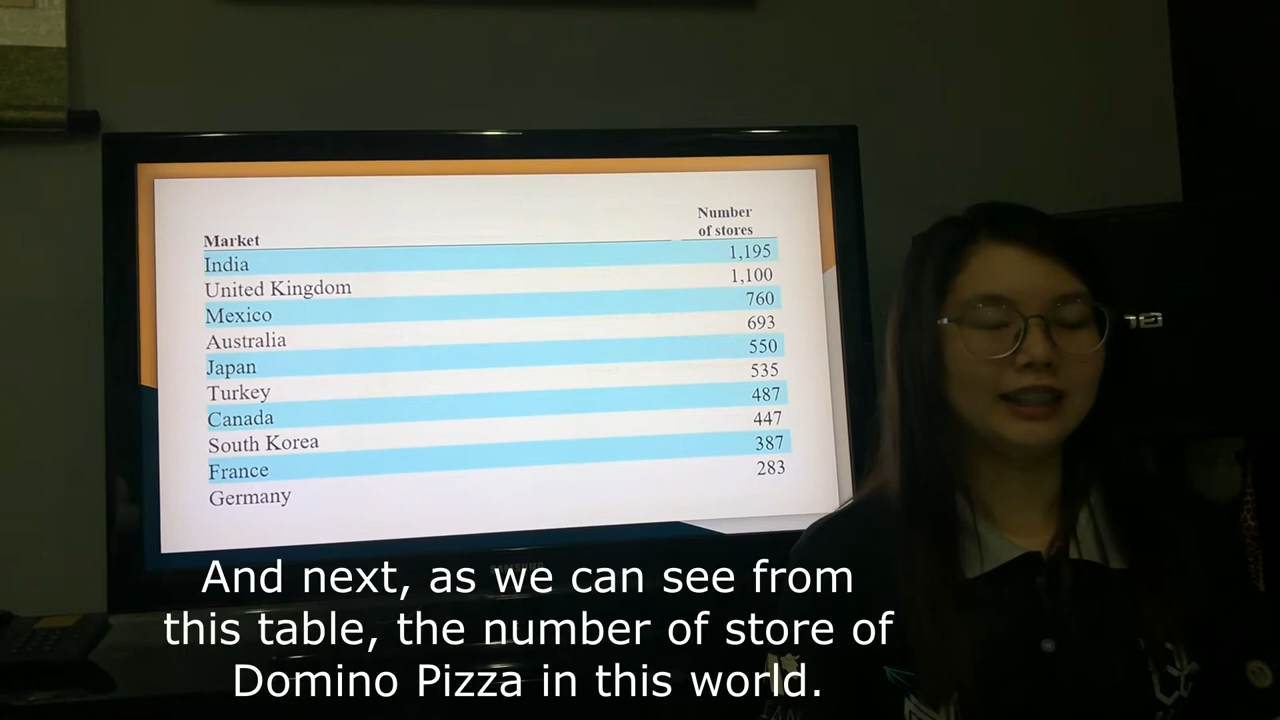 Market Number of stores
India 1,195
United Kingdom 1,100
Mexico 760
Australia 693
Japan 550
Turkey 535
Canada 487
South Korea 447
France 387
Germany 283
SAMSUNG
And next, as we can see from
this table, the number of store of
Domino Pizza in this world.